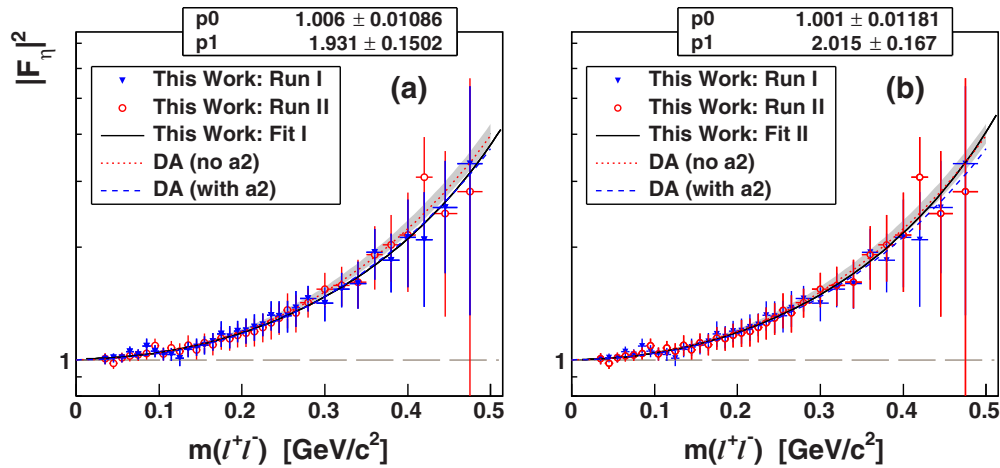 p0 1.006 ± 0.01086
p1 1.931 ± 0.1502
|F_η|²
This Work: Run I
This Work: Run II
This Work: Fit I
DA (no a2)
DA (with a2)
(a)
1
0 0.1 0.2 0.3 0.4 0.5
m(l⁺l⁻) [GeV/c²]
p0 1.001 ± 0.01181
p1 2.015 ± 0.167
This Work: Run I
This Work: Run II
This Work: Fit II
DA (no a2)
DA (with a2)
(b)
1
0 0.1 0.2 0.3 0.4 0.5
m(l⁺l⁻) [GeV/c²]